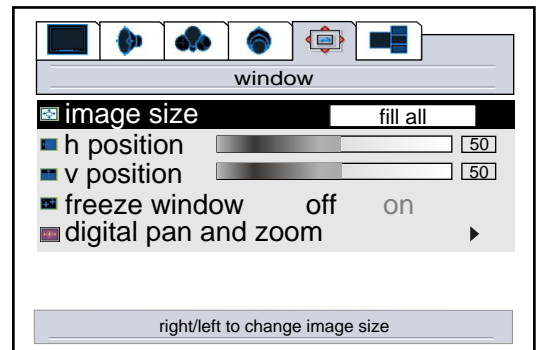 window
image size fill all
h position 50
v position 50
freeze window off on
digital pan and zoom
right/left to change image size